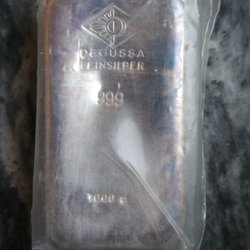 DEGUSSA
FEINSILBER
999
1000 g